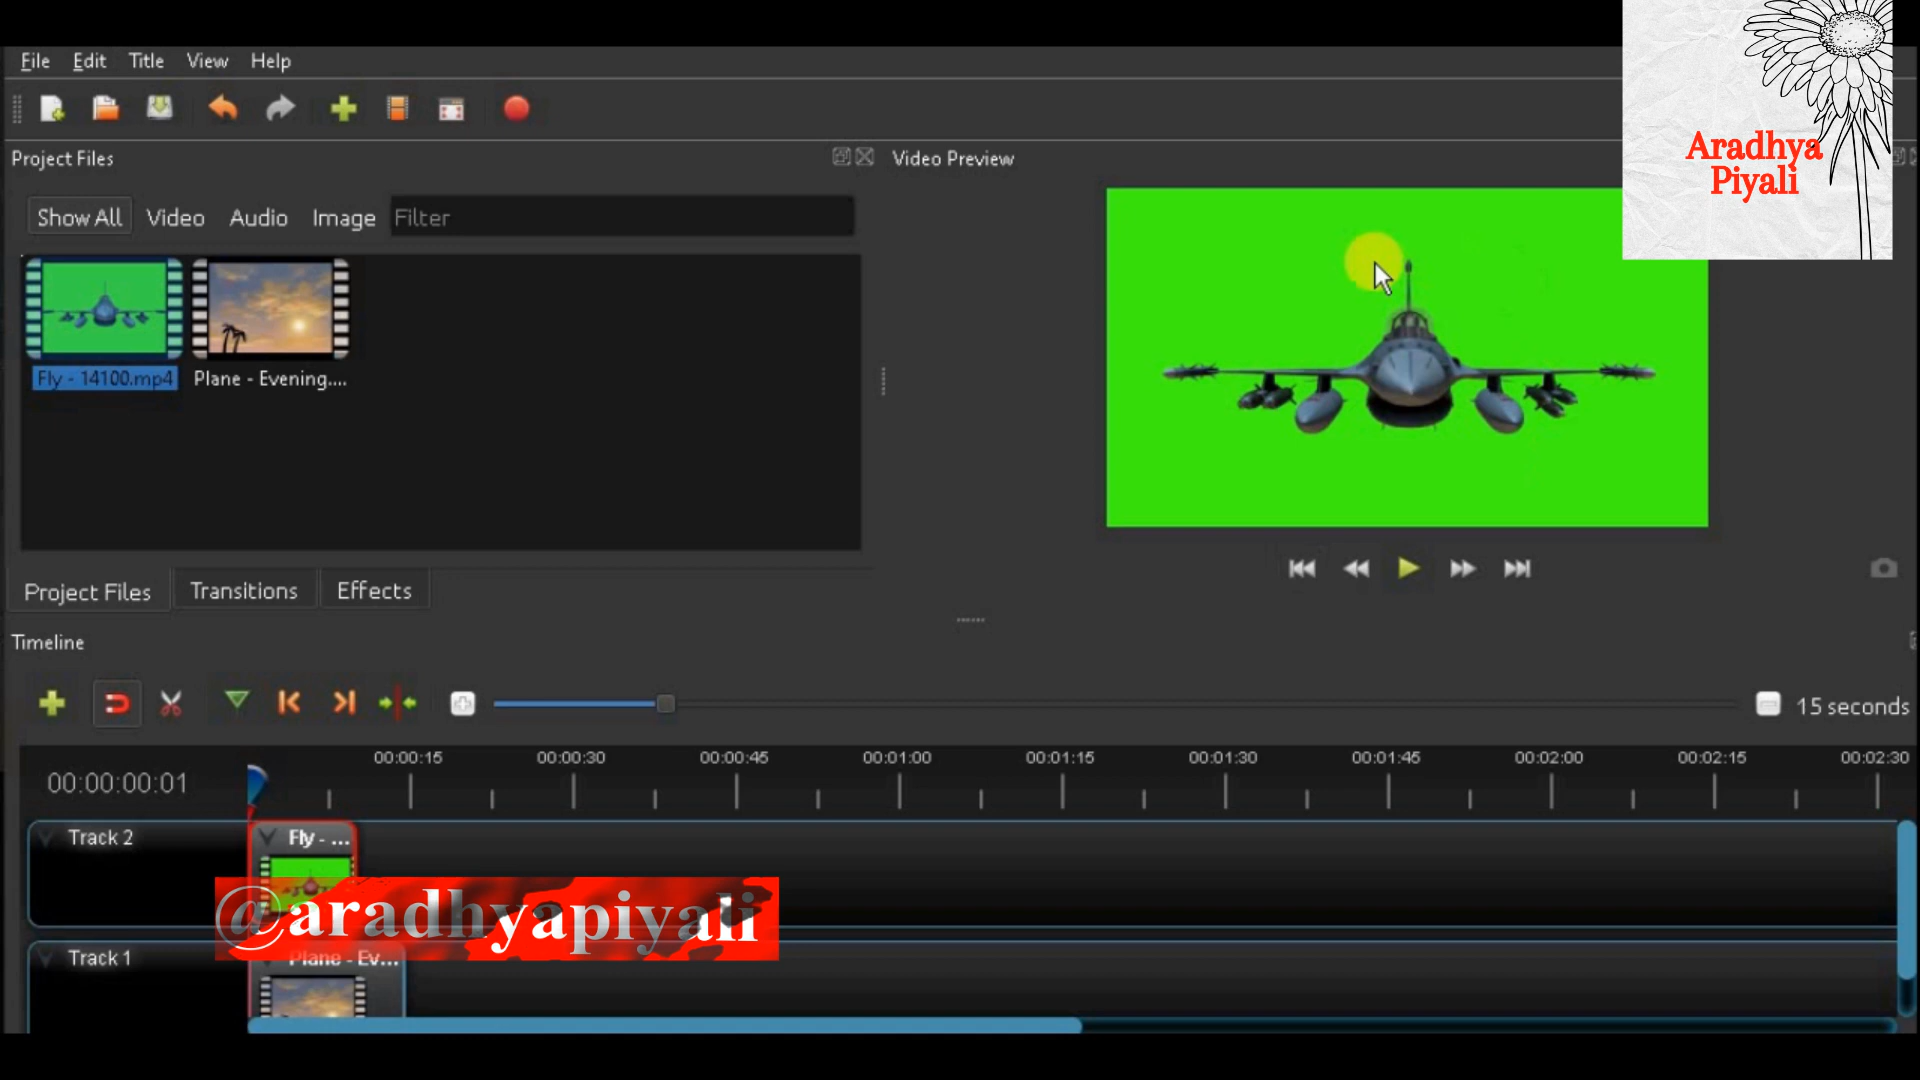 File Edit Title View Help
Project Files
Video Preview
Aradhya
Piyali
Show All Video Audio Image Filter
Fly - 14100.mp4
Plane - Evening....
Project Files Transitions Effects
Timeline
15 seconds
00:00:00:01
00:00:15 00:00:30 00:00:45 00:01:00 00:01:15 00:01:30 00:01:45 00:02:00 00:02:15 00:02:30
Track 2
Fly - ...
@aradhyapiyali
Track 1
Plane - Ev...